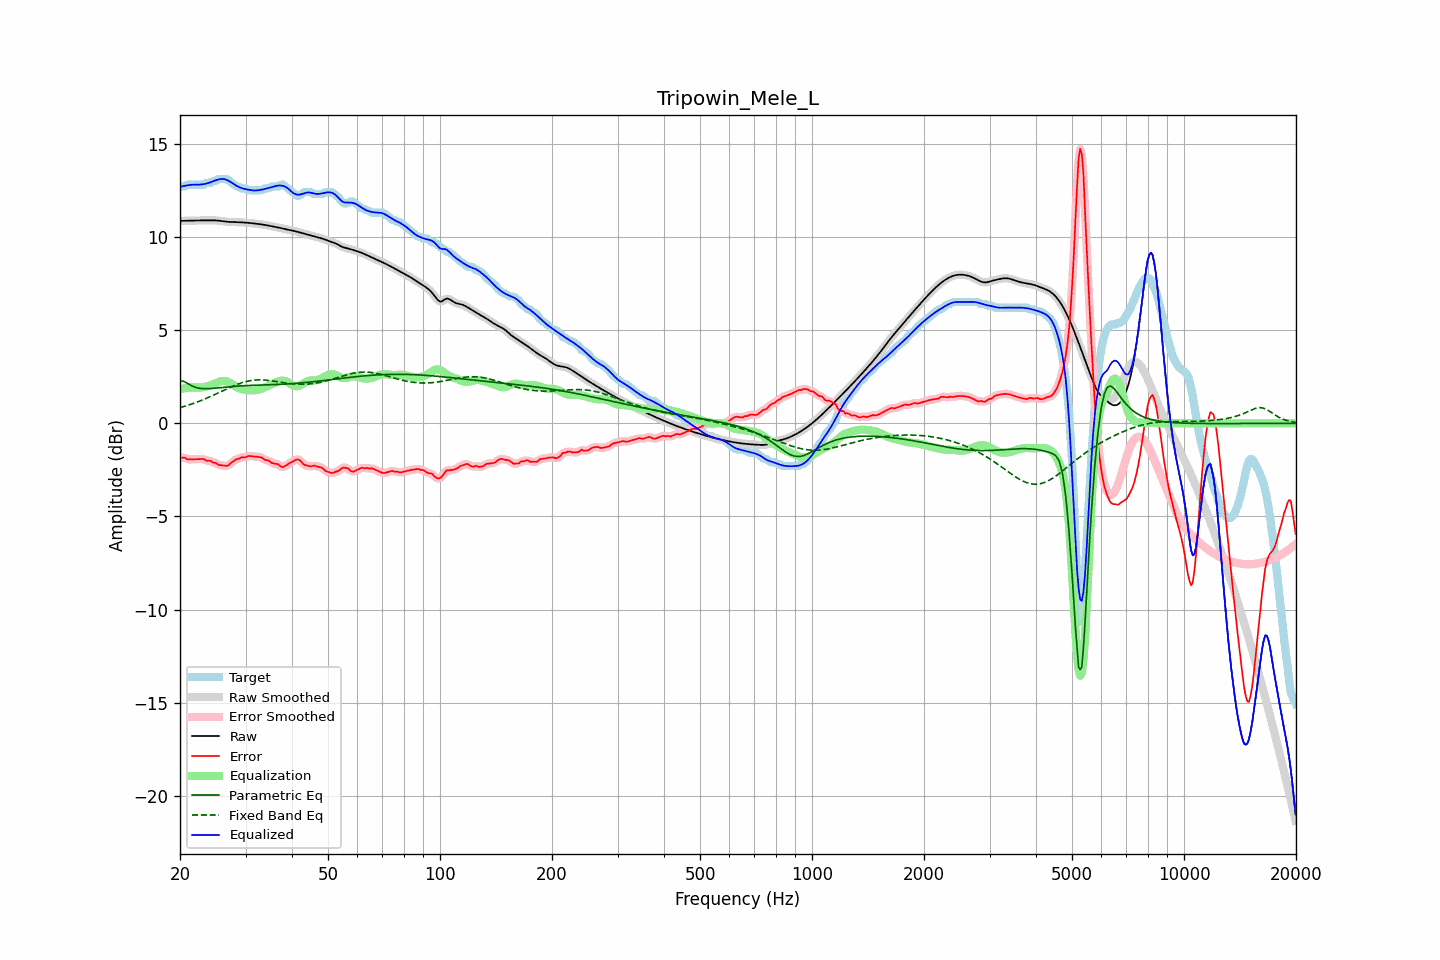 Tripowin_Mele_L
Amplitude (dBr)
15
10
5
0
−5
−10
−15
−20
Target
Raw Smoothed
Error Smoothed
Raw
Error
Equalization
Parametric Eq
Fixed Band Eq
Equalized
20 50 100 200 500 1000 2000 5000 10000 20000
Frequency (Hz)